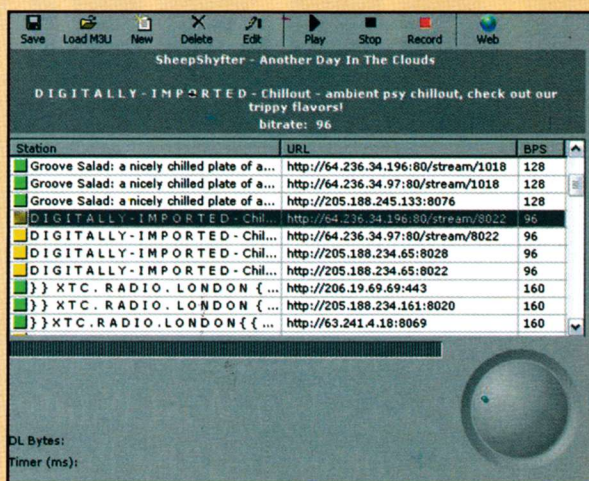 Save Load M3U New Delete Edit Play Stop Record Web
SheepShyfter - Another Day In The Clouds
D I G I T A L L Y - I M P O R T E D - Chillout - ambient psy chillout, check out our
trippy flavors!
bitrate: 96
Station URL BPS
Groove Salad: a nicely chilled plate of a... http://64.236.34.196:80/stream/1018 128
Groove Salad: a nicely chilled plate of a... http://64.236.34.97:80/stream/1018 128
Groove Salad: a nicely chilled plate of a... http://205.188.245.133:8076 128
D I G I T A L L Y - I M P O R T E D - Chil... http://64.236.34.196:80/stream/8022 96
D I G I T A L L Y - I M P O R T E D - Chil... http://64.236.34.97:80/stream/8022 96
D I G I T A L L Y - I M P O R T E D - Chil... http://205.188.234.65:8028 96
D I G I T A L L Y - I M P O R T E D - Chil... http://205.188.234.65:8022 96
} } X T C . R A D I O . L O N D O N { ... http://206.19.69.69:443 160
} } X T C . R A D I O . L O N D O N { ... http://205.188.234.161:8020 160
} } X T C . R A D I O . L O N D O N { { ... http://63.241.4.18:8069 160
DL Bytes:
Timer (ms):